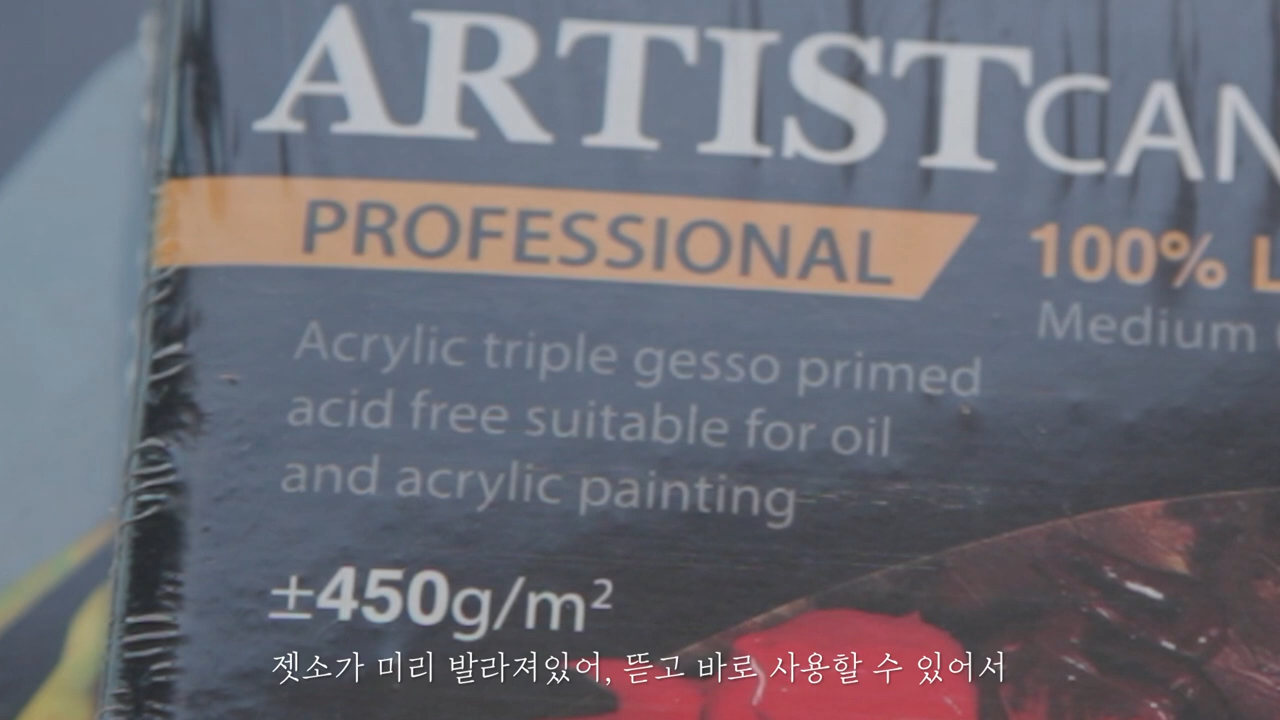 ARTISTCAN
PROFESSIONAL
100% L
Medium
Acrylic triple gesso primed
acid free suitable for oil
and acrylic painting
±450g/m²
젯소가 미리 발라져있어, 뜯고 바로 사용할 수 있어서